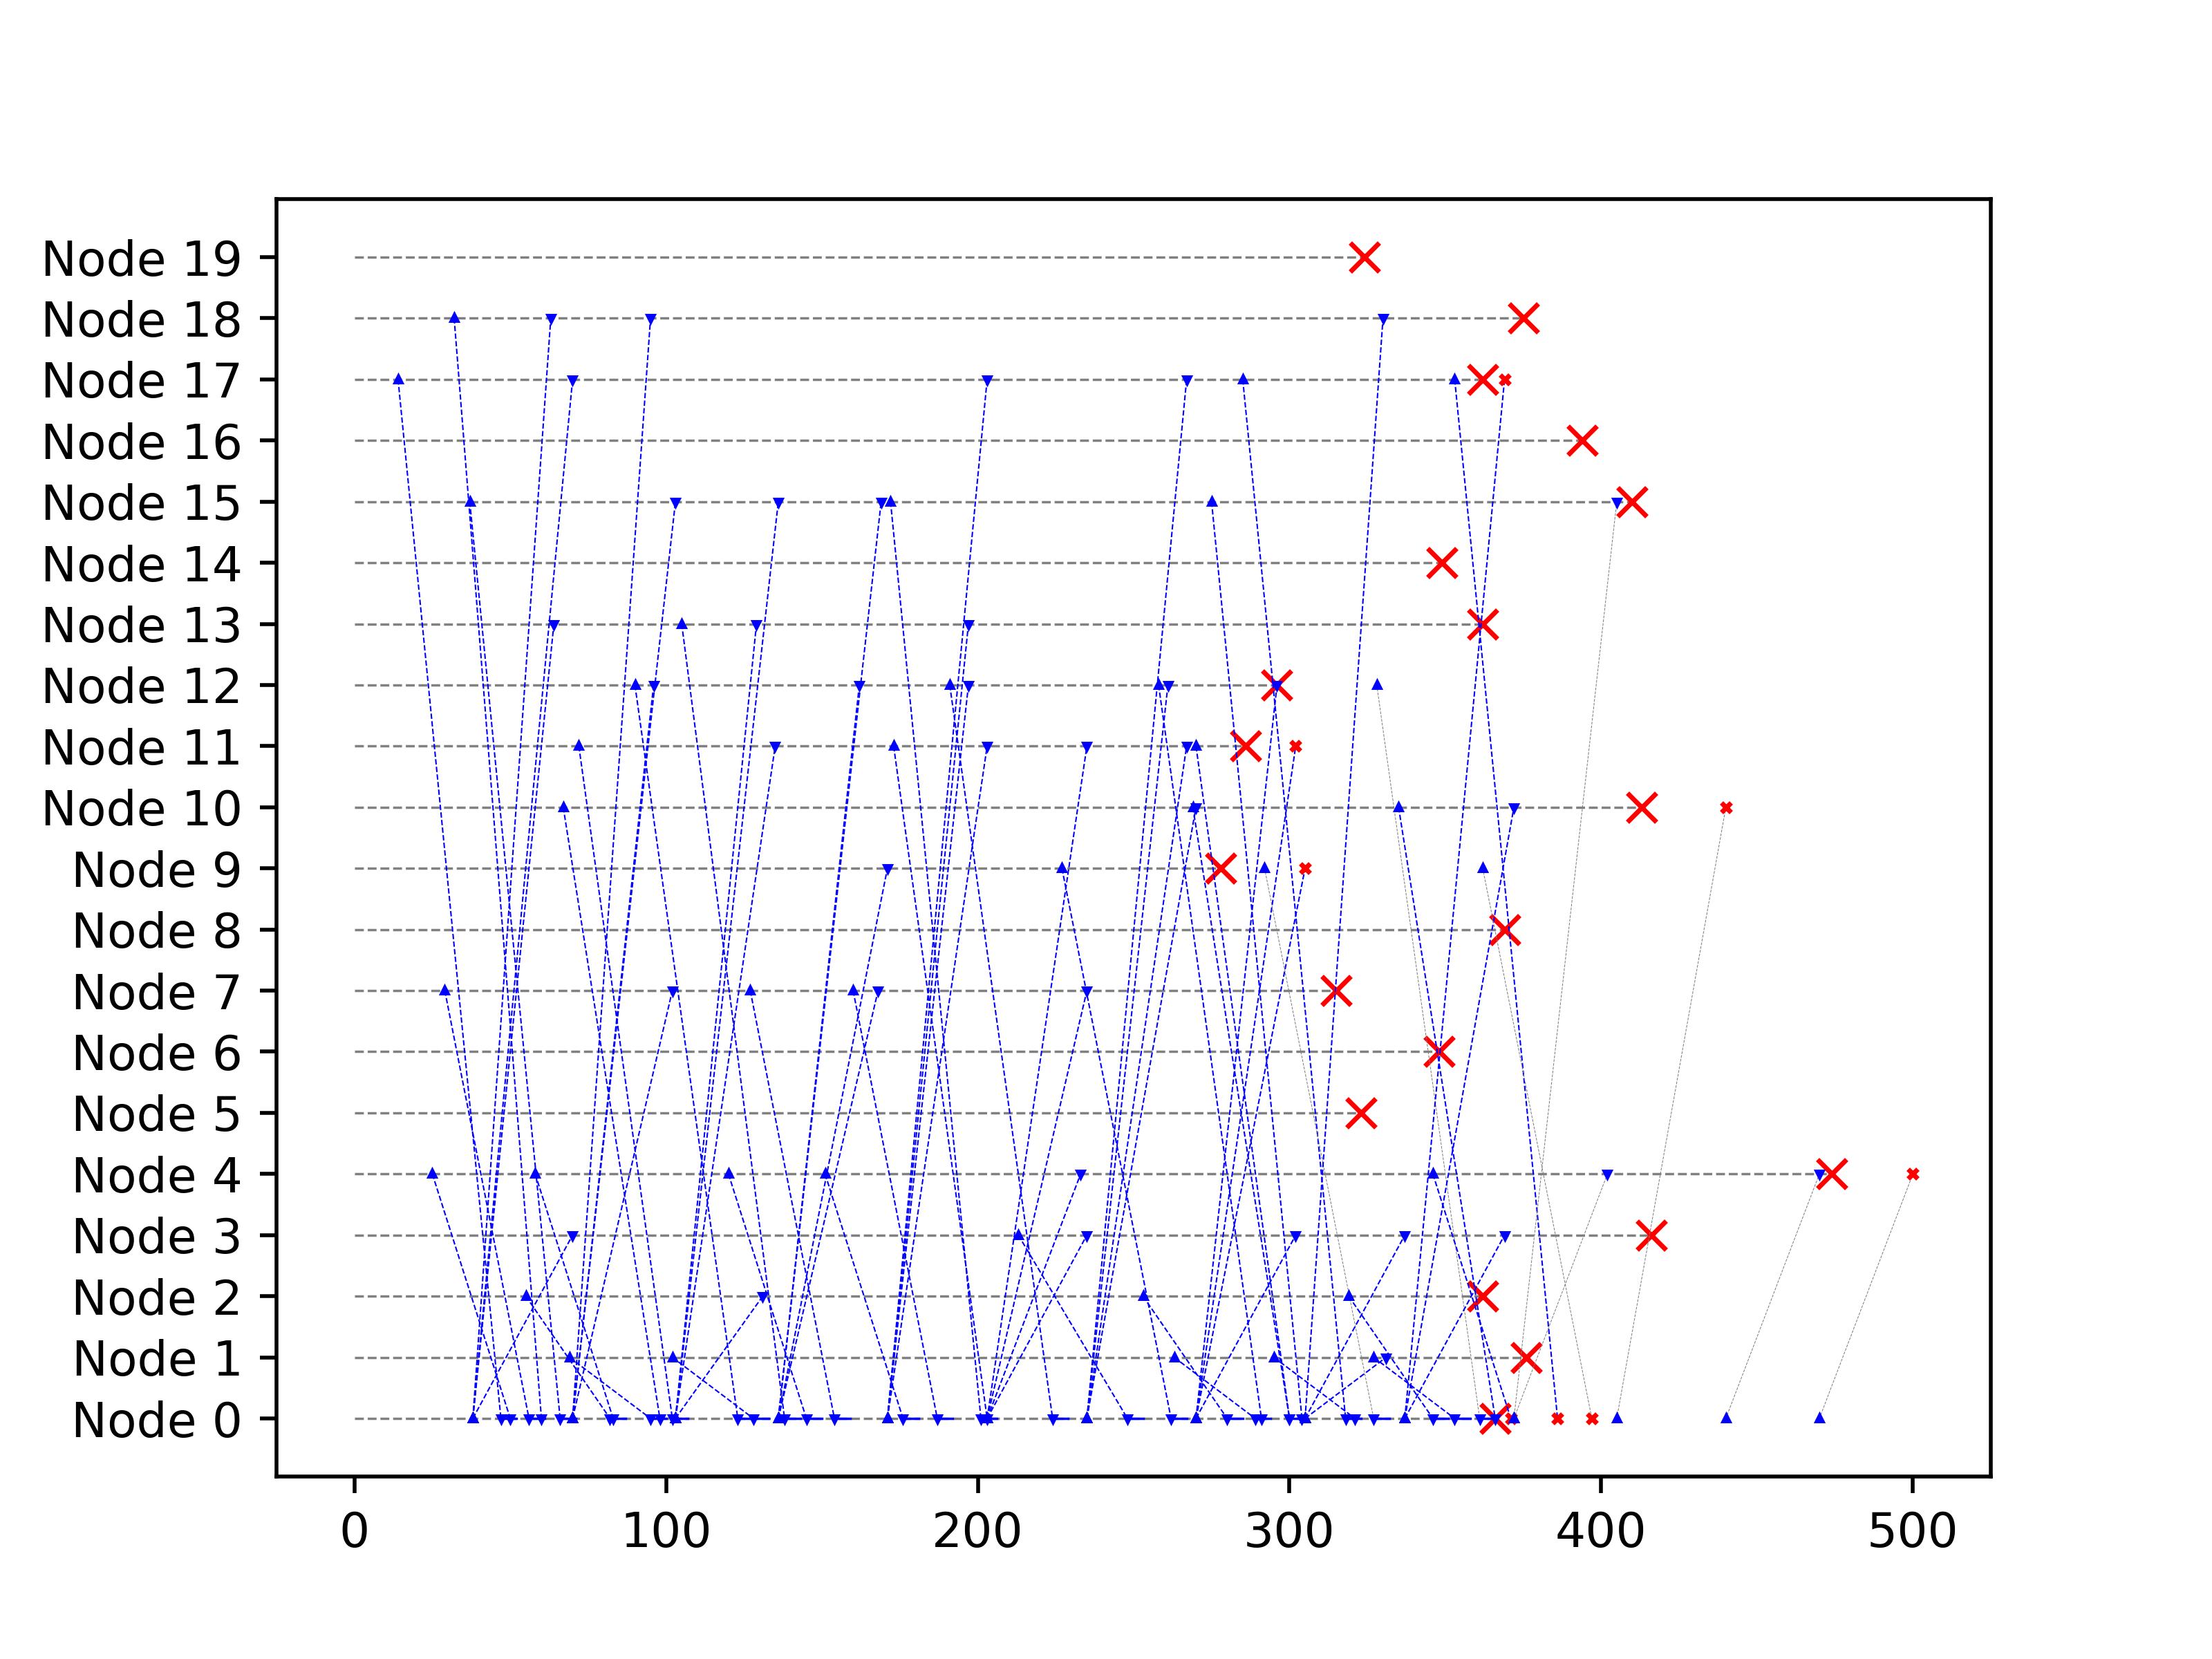 Node 19
Node 18
Node 17
Node 16
Node 15
Node 14
Node 13
Node 12
Node 11
Node 10
Node 9
Node 8
Node 7
Node 6
Node 5
Node 4
Node 3
Node 2
Node 1
Node 0
0 100 200 300 400 500